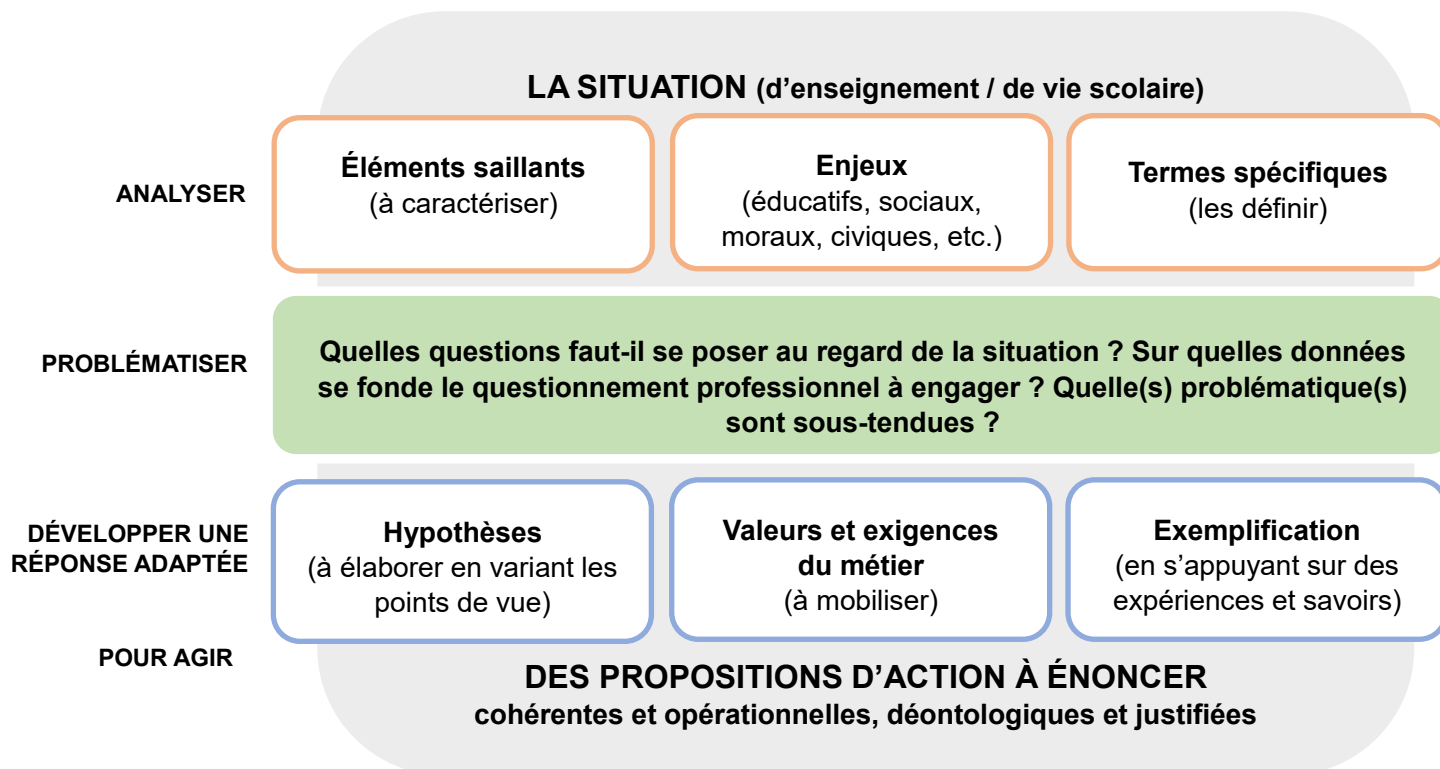 LA SITUATION (d’enseignement / de vie scolaire)
ANALYSER
Éléments saillants
(à caractériser)
Enjeux
(éducatifs, sociaux,
moraux, civiques, etc.)
Termes spécifiques
(les définir)
PROBLÉMATISER
Quelles questions faut-il se poser au regard de la situation ? Sur quelles données
se fonde le questionnement professionnel à engager ? Quelle(s) problématique(s)
sont sous-tendues ?
DÉVELOPPER UNE
RÉPONSE ADAPTÉE
Hypothèses
(à élaborer en variant les
points de vue)
Valeurs et exigences
du métier
(à mobiliser)
Exemplification
(en s’appuyant sur des
expériences et savoirs)
POUR AGIR
DES PROPOSITIONS D’ACTION À ÉNONCER
cohérentes et opérationnelles, déontologiques et justifiées